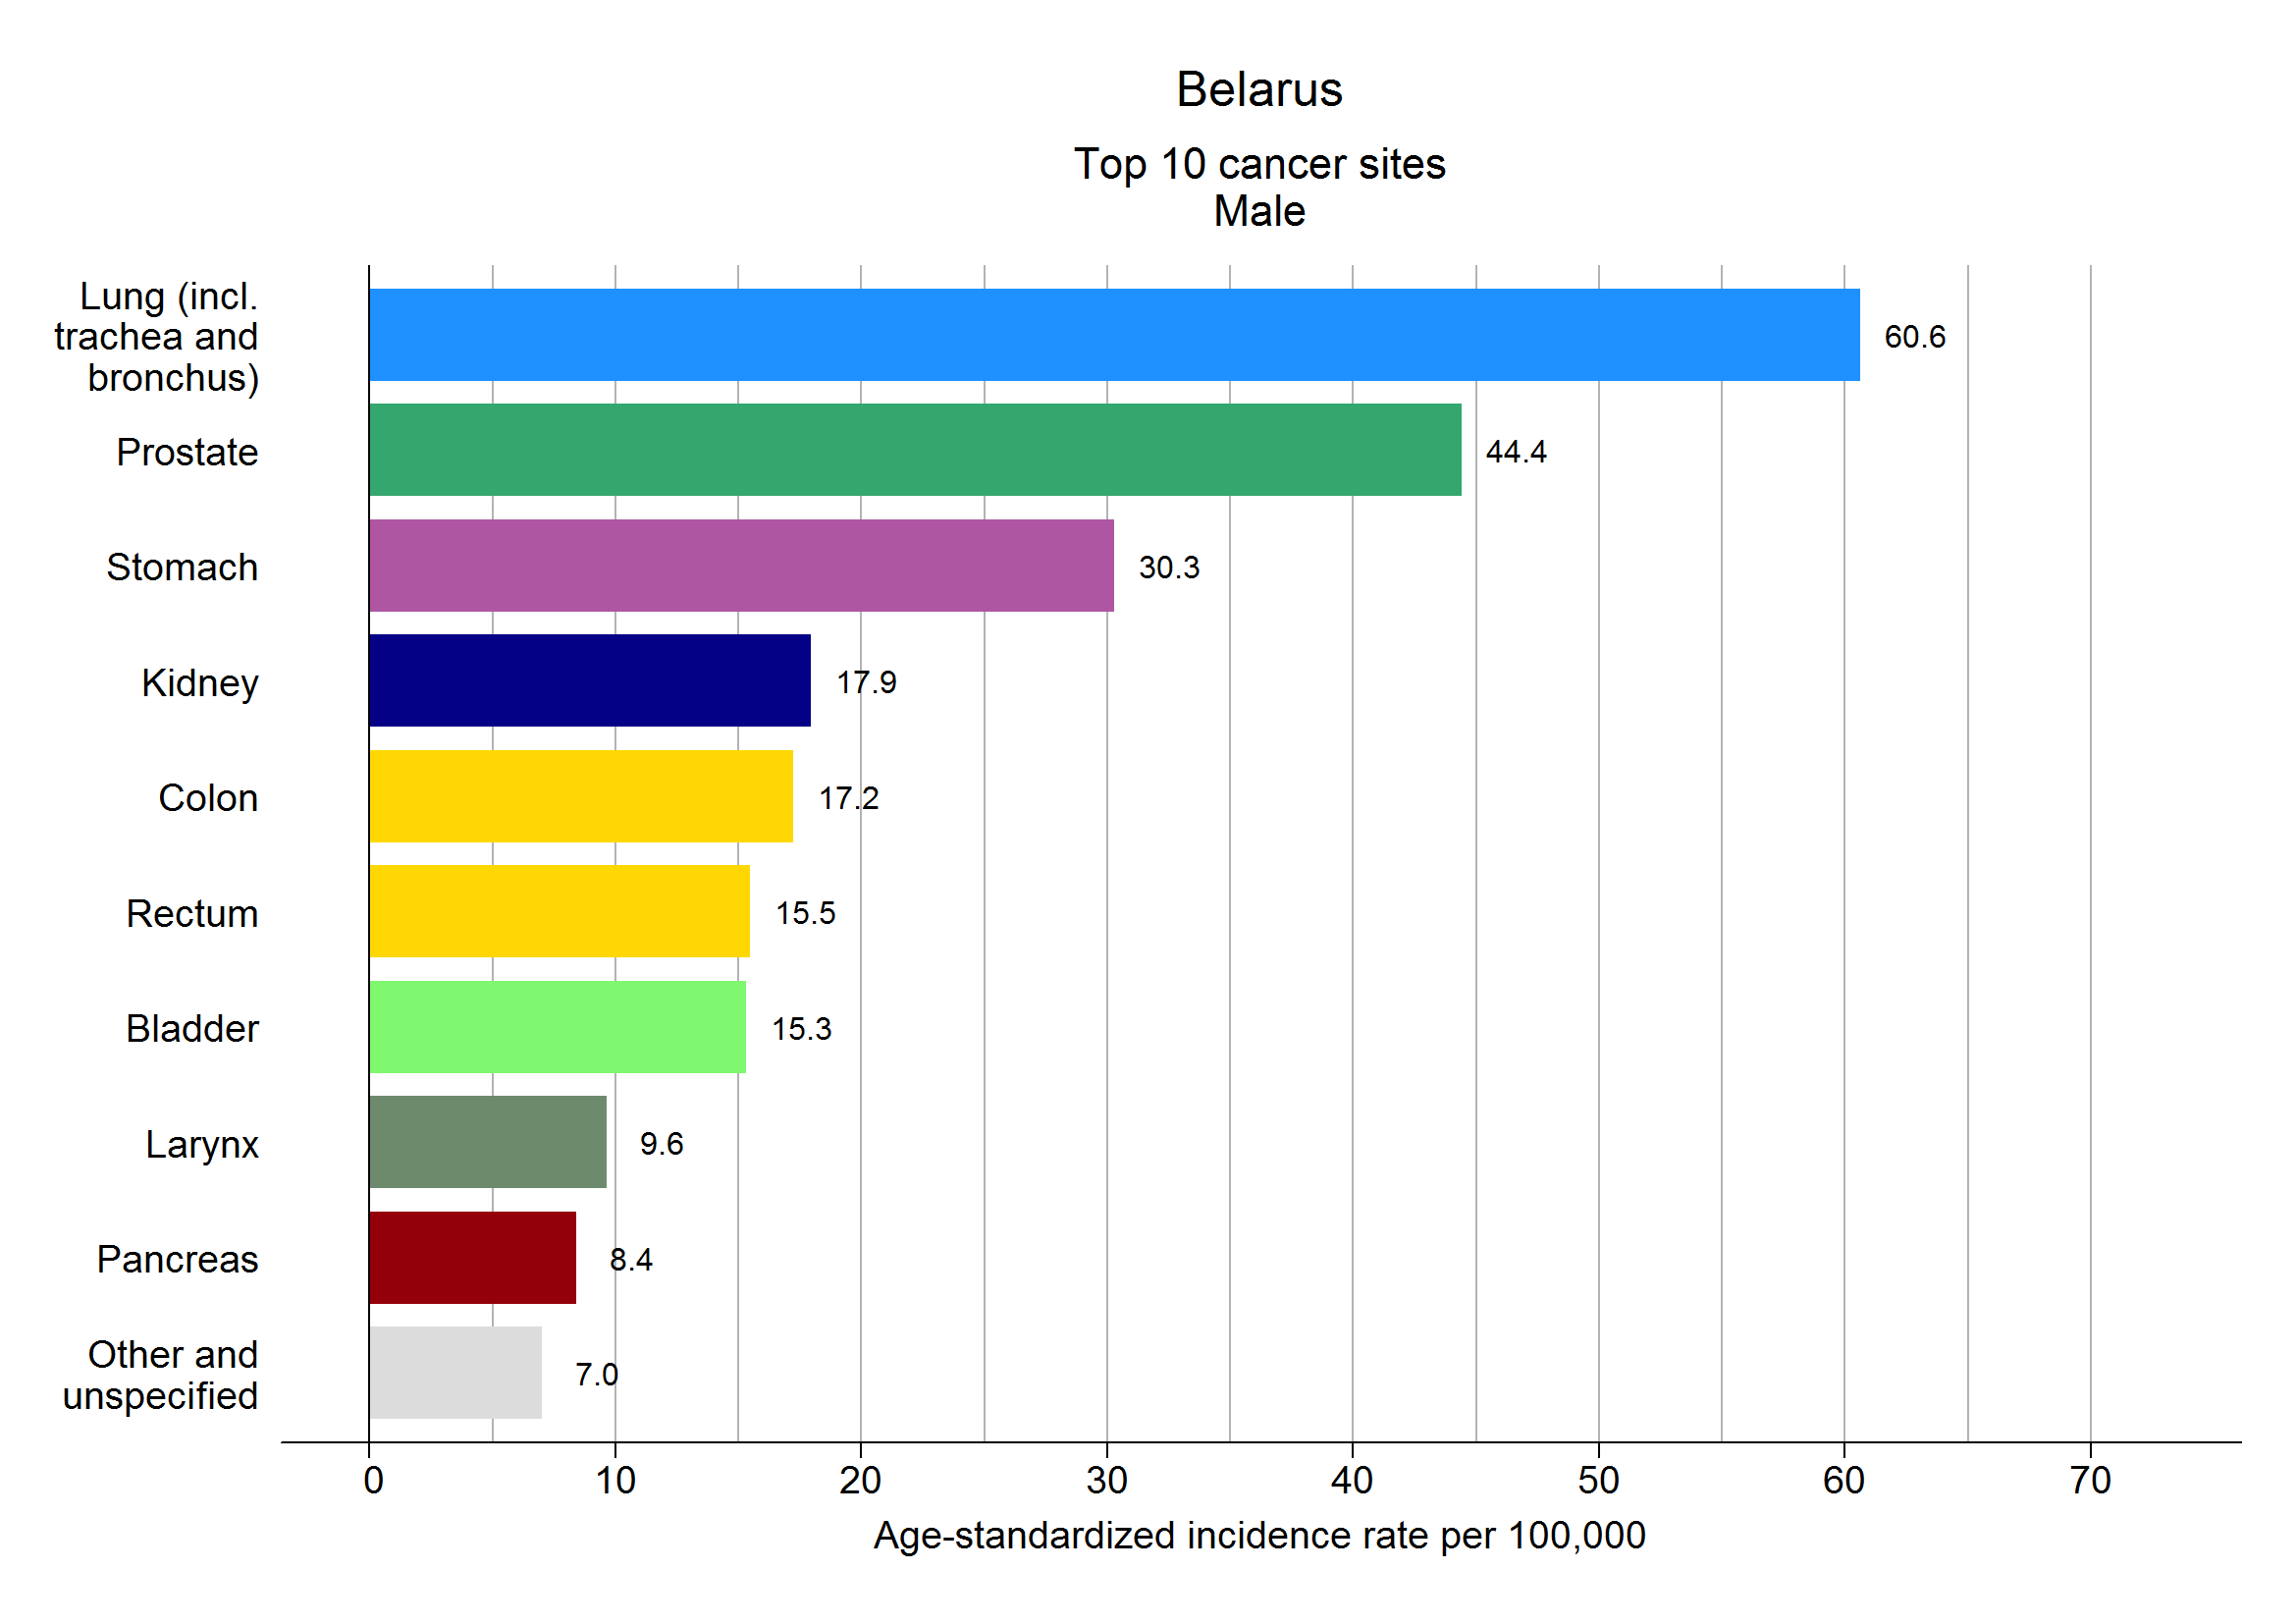 Belarus
Top 10 cancer sites
Male
Lung (incl.
trachea and
bronchus)
60.6
Prostate
44.4
Stomach
30.3
Kidney
17.9
Colon
17.2
Rectum
15.5
Bladder
15.3
Larynx
9.6
Pancreas
8.4
Other and
unspecified
7.0
0 10 20 30 40 50 60 70
Age-standardized incidence rate per 100,000